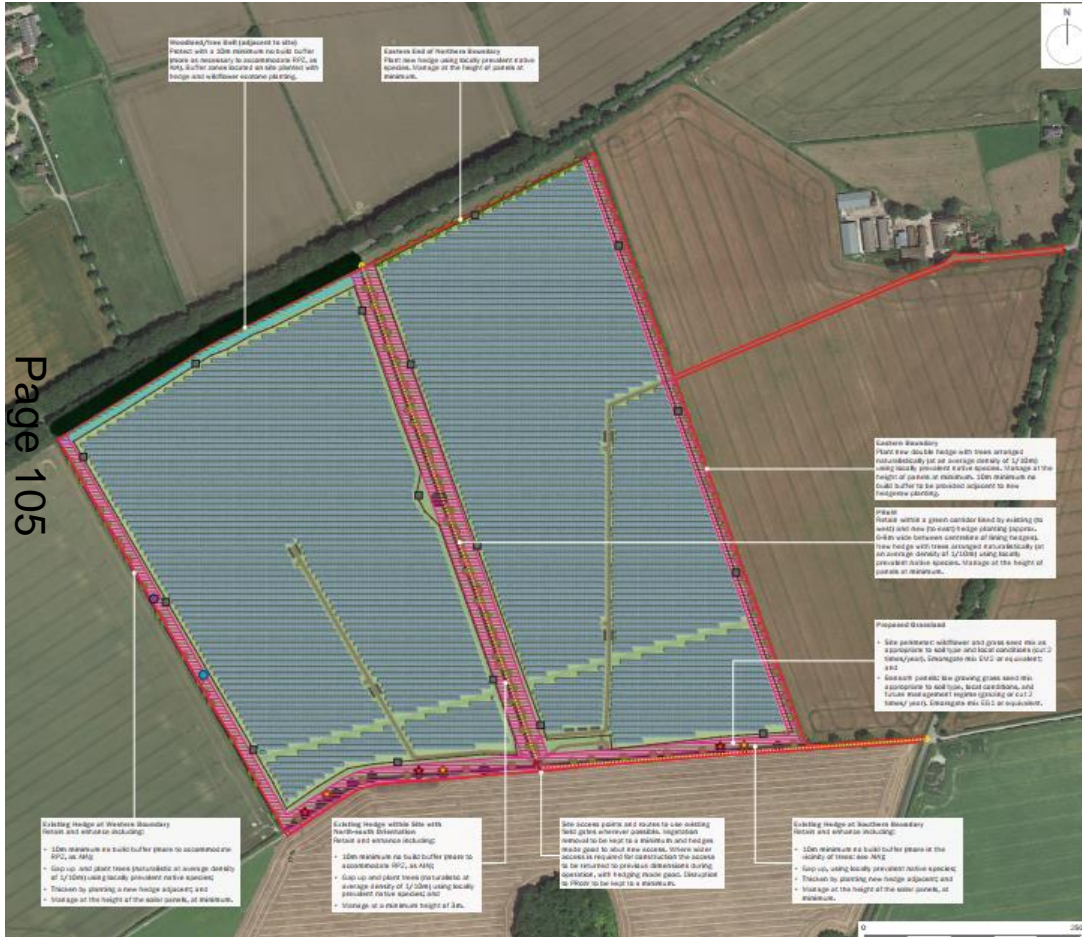 N
Woodland/Tree Belt (adjacent to site)
Protect with a 10m minimum no build buffer
(more as necessary to accommodate RPZ, as
AIA). Buffer zones located on site planted with
hedge and wildflower ecotone planting.
Eastern End of Northern Boundary
Plant new hedge using locally prevalent native
species. Manage at the height of panels at
minimum.
Page 105
Eastern Boundary
Plant new double hedge with trees arranged
naturalistically (at an average density of 1/10m)
using locally prevalent native species. Manage at the
height of panels at minimum. 10m minimum no
build buffer to be provided adjacent to new
hedgerow planting.
PRoW
Retain within a green corridor lined by existing (to
west) and new (to east) hedge planting (approx.
6-8m wide between centreline of lining hedges).
New hedge with trees arranged naturalistically (at
an average density of 1/10m) using locally
prevalent native species. Manage at the height of
panels at minimum.
Proposed Grassland
• Site perimeter: wildflower and grass seed mix as
appropriate to soil type and local conditions (cut 2
times/year). Emorsgate mix EM2 or equivalent;
and
• Beneath panels: low growing grass seed mix
appropriate to soil type, local conditions, and
future management regime (grazing or cut 2
times/ year). Emorsgate mix EG1 or equivalent.
Existing Hedge at Western Boundary
Retain and enhance including:
• 10m minimum no build buffer (more to accommodate
RPZ, as AIA);
• Gap up and plant trees (naturalistic at average density
of 1/10m) using locally prevalent native species;
• Thicken by planting a new hedge adjacent; and
• Manage at the height of the solar panels, at minimum.
Existing Hedge within Site with
North-south Orientation
Retain and enhance including:
• 10m minimum no build buffer (more to
accommodate RPZ, as AIA);
• Gap up and plant trees (naturalistic at
average density of 1/10m) using locally
prevalent native species; and
• Manage at a minimum height of 3m.
Site access points and routes to use existing
field gates wherever possible. Vegetation
removal to be kept to a minimum and hedges
made good to abut new access. Where wider
access is required for construction the access
to be returned to previous dimensions during
operation, with hedging made good. Disruption
to PRoW to be kept to a minimum.
Existing Hedge at Southern Boundary
Retain and enhance including:
• 10m minimum no build buffer (more in the
vicinity of trees: see AIA);
• Gap up, using locally prevalent native species;
• Thicken by planting new hedge adjacent; and
• Manage at the height of the solar panels, at
minimum.
0